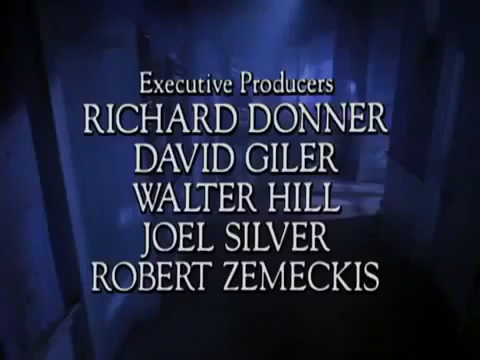 Executive Producers
RICHARD DONNER
DAVID GILER
WALTER HILL
JOEL SILVER
ROBERT ZEMECKIS